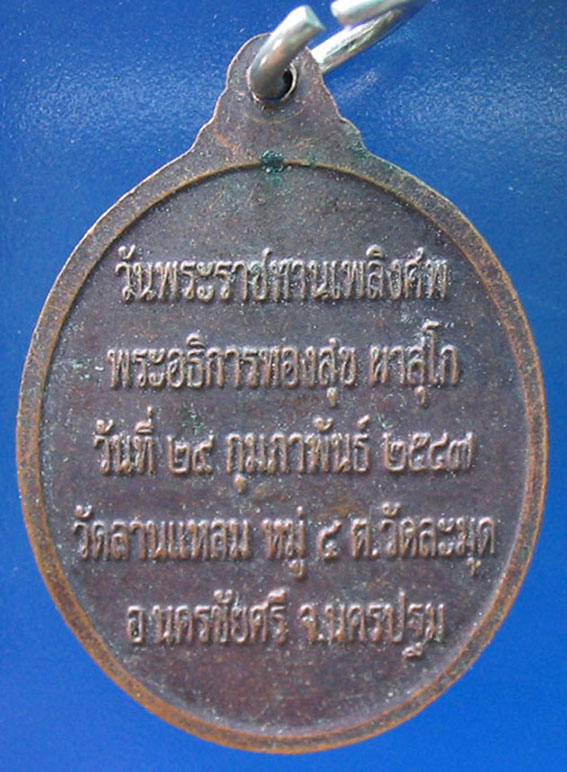 วันพระราชทานเพลิงศพ
พระอธิการทองสุข ผาสุโก
วันที่ ๒๙ กุมภาพันธ์ ๒๕๔๗
วัดลานแหลม หมู่ ๔ ต.วัดละมุด
อ.นครชัยศรี จ.นครปฐม